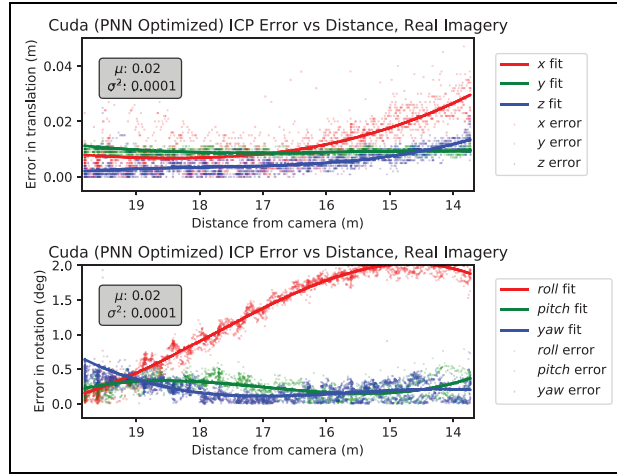 Cuda (PNN Optimized) ICP Error vs Distance, Real Imagery
Error in translation (m)
0.04
0.02
0.00
μ: 0.02
σ²: 0.0001
19 18 17 16 15 14
Distance from camera (m)
x fit
y fit
z fit
x error
y error
z error
Cuda (PNN Optimized) ICP Error vs Distance, Real Imagery
Error in rotation (deg)
2.0
1.5
1.0
0.5
0.0
μ: 0.02
σ²: 0.0001
19 18 17 16 15 14
Distance from camera (m)
roll fit
pitch fit
yaw fit
roll error
pitch error
yaw error